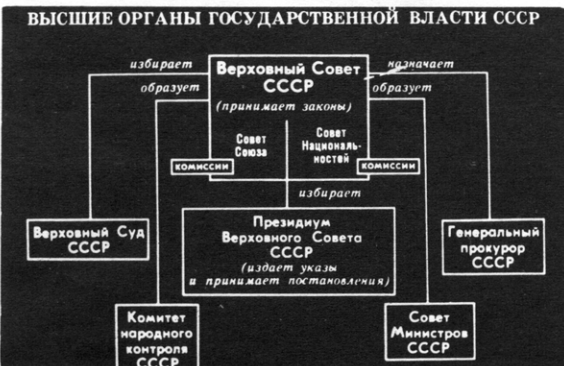 ВЫСШИЕ ОРГАНЫ ГОСУДАРСТВЕННОЙ ВЛАСТИ СССР
избирает
образует
Верховный Совет
СССР
(принимает законы)
назначает
образует
Совет
Союза
Совет
Националь-
ностей
комиссии
комиссии
избирает
Верховный Суд
СССР
Президиум
Верховного Совета
СССР
(издает указы
и принимает постановления)
Генеральный
прокурор
СССР
Комитет
народного
контроля
СССР
Совет
Министров
СССР